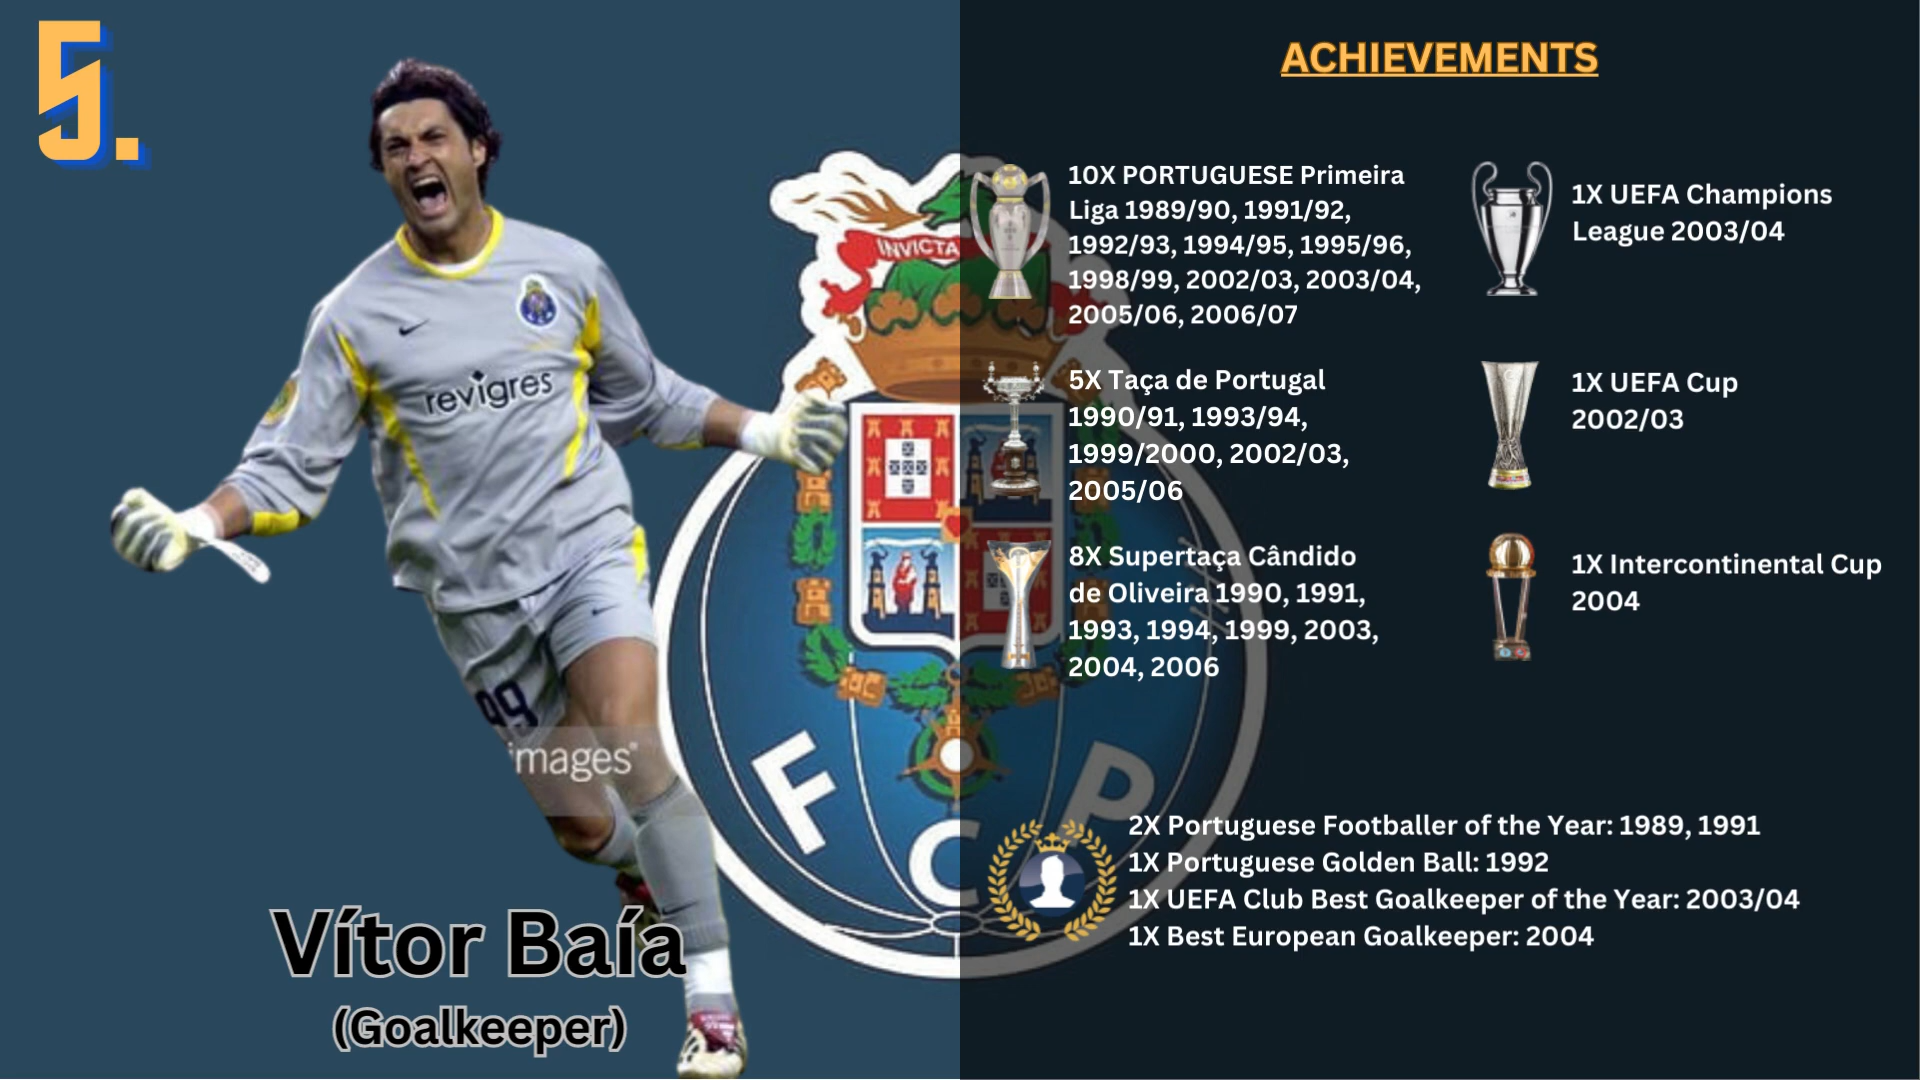 5.
ACHIEVEMENTS
10X PORTUGUESE Primeira
Liga 1989/90, 1991/92,
1992/93, 1994/95, 1995/96,
1998/99, 2002/03, 2003/04,
2005/06, 2006/07
1X UEFA Champions
League 2003/04
5X Taça de Portugal
1990/91, 1993/94,
1999/2000, 2002/03,
2005/06
1X UEFA Cup
2002/03
8X Supertaça Cândido
de Oliveira 1990, 1991,
1993, 1994, 1999, 2003,
2004, 2006
1X Intercontinental Cup
2004
2X Portuguese Footballer of the Year: 1989, 1991
1X Portuguese Golden Ball: 1992
1X UEFA Club Best Goalkeeper of the Year: 2003/04
1X Best European Goalkeeper: 2004
INVICTA
revigres
99
images
F C P
Vítor Baía
(Goalkeeper)